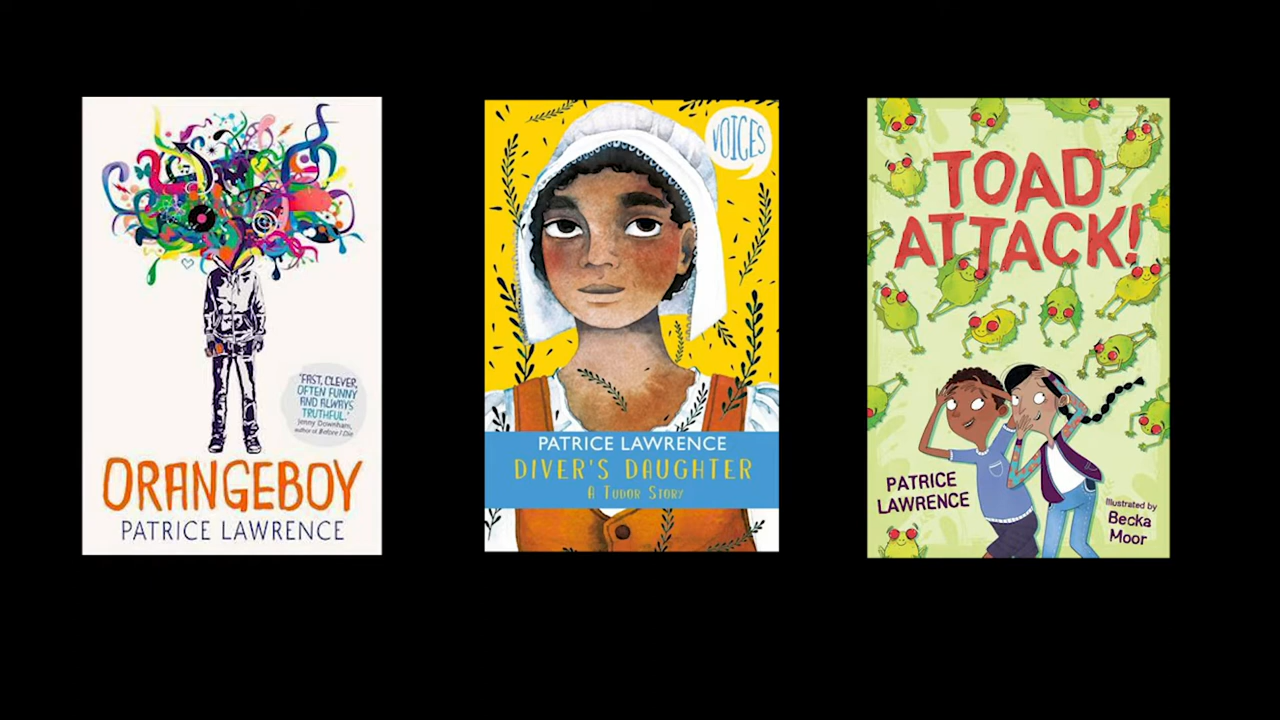 "FAST, CLEVER,
OFTEN FUNNY
AND ALWAYS
TRUTHFUL."
Jenny Downham,
author of Before I Die
ORANGEBOY
PATRICE LAWRENCE
VOICES
PATRICE LAWRENCE
DIVER'S DAUGHTER
A TUDOR STORY
TOAD
ATTACK!
PATRICE
LAWRENCE
Illustrated by
Becka
Moor